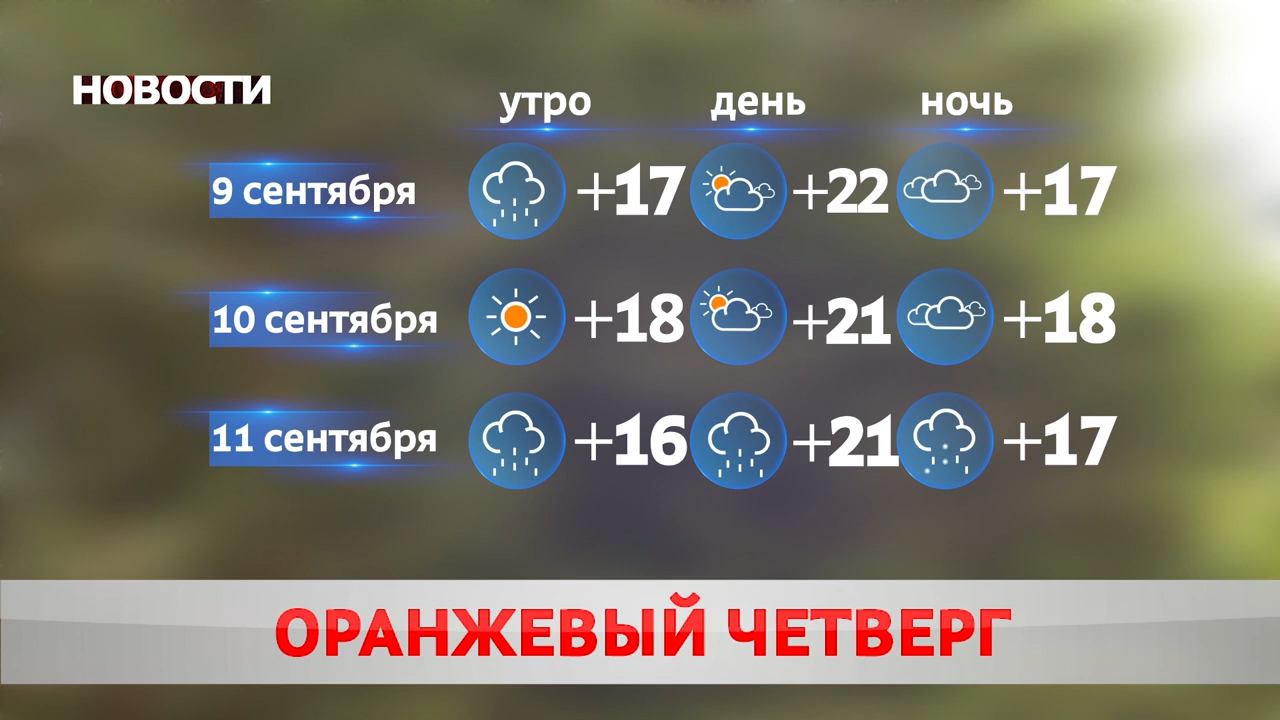 НОВОСТИ
утро день ночь
9 сентября +17 +22 +17
10 сентября +18 +21 +18
11 сентября +16 +21 +17
ОРАНЖЕВЫЙ ЧЕТВЕРГ